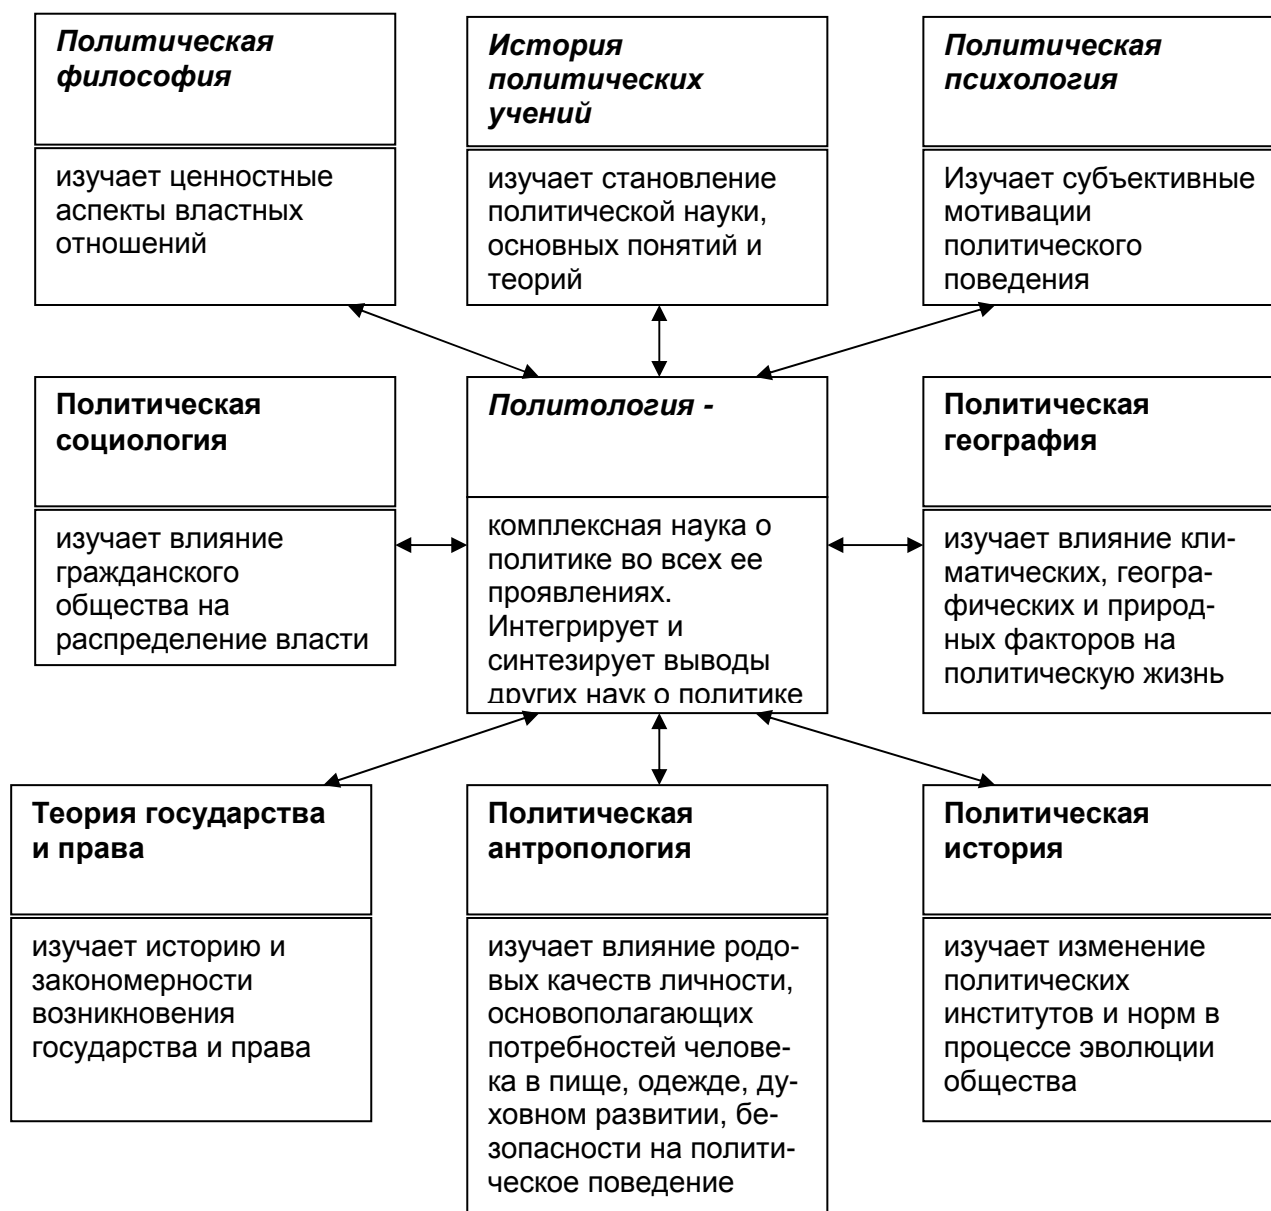 Политическая
философия
изучает ценностные
аспекты властных
отношений
История
политических
учений
изучает становление
политической науки,
основных понятий и
теорий
Политическая
психология
Изучает субъективные
мотивации
политического
поведения
Политическая
социология
изучает влияние
гражданского
общества на
распределение власти
Политология -
комплексная наука о
политике во всех ее
проявлениях.
Интегрирует и
синтезирует выводы
других наук о политике
Политическая
география
изучает влияние кли-
матических, геогра-
фических и природ-
ных факторов на
политическую жизнь
Теория государства
и права
изучает историю и
закономерности
возникновения
государства и права
Политическая
антропология
изучает влияние родо-
вых качеств личности,
основополагающих
потребностей челове-
ка в пище, одежде, ду-
ховном развитии, бе-
зопасности на полити-
ческое поведение
Политическая
история
изучает изменение
политических
институтов и норм в
процессе эволюции
общества